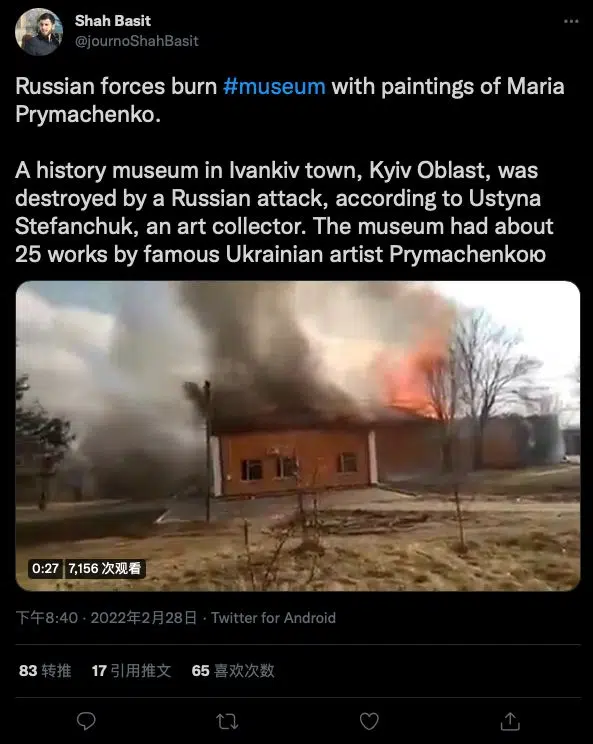 Shah Basit
@journoShahBasit
Russian forces burn #museum with paintings of Maria
Prymachenko.
A history museum in Ivankiv town, Kyiv Oblast, was
destroyed by a Russian attack, according to Ustyna
Stefanchuk, an art collector. The museum had about
25 works by famous Ukrainian artist Prymachenkoю
0:27 7,156 次观看
下午8:40 · 2022年2月28日 · Twitter for Android
83 转推 17 引用推文 65 喜欢次数